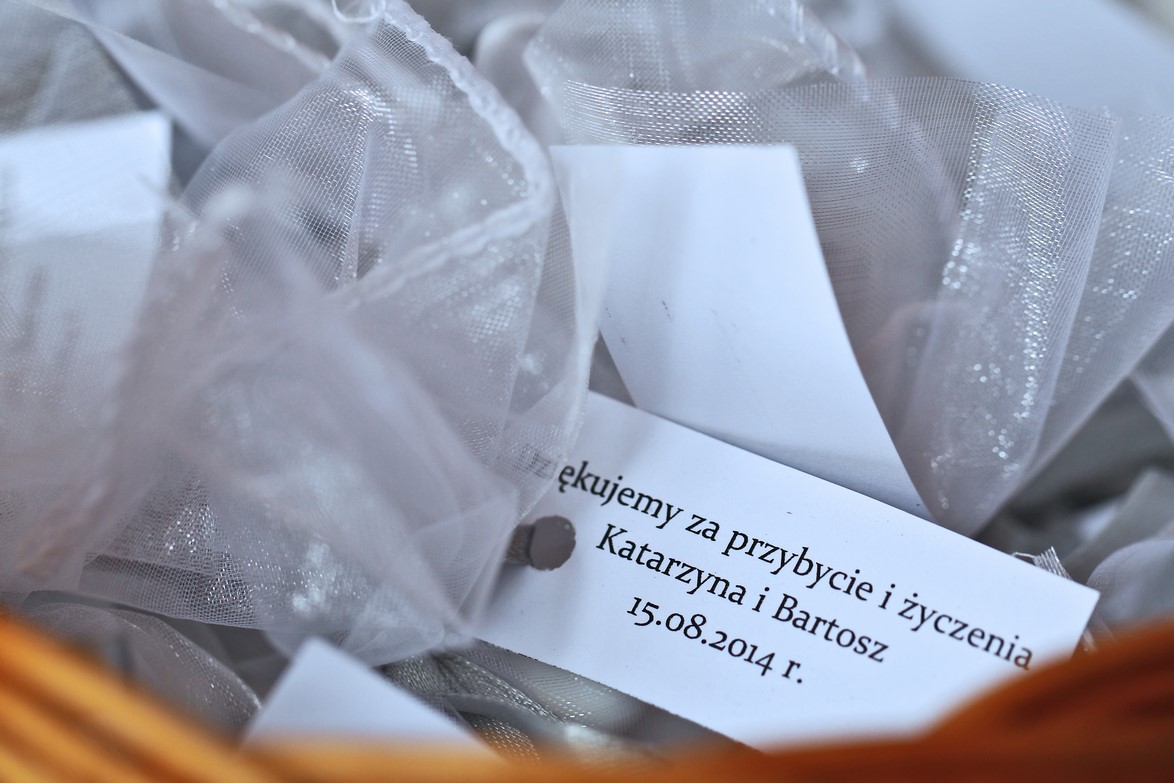 ękujemy za przybycie i życzenia
Katarzyna i Bartosz
15.08.2014 r.